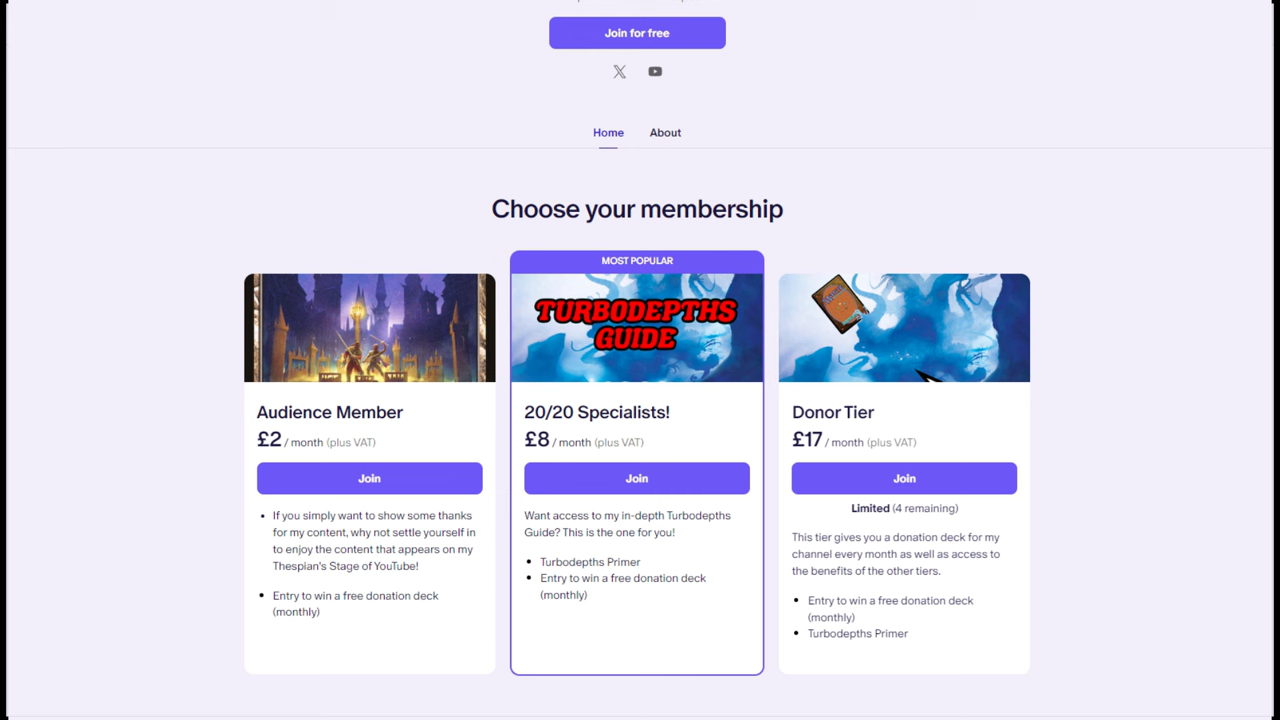 Join for free
Home About
Choose your membership
MOST POPULAR
TURBODEPTHS
GUIDE
Audience Member
£2 / month (plus VAT)
Join
• If you simply want to show some thanks
for my content, why not settle yourself in
to enjoy the content that appears on my
Thespian's Stage of YouTube!
• Entry to win a free donation deck
(monthly)
20/20 Specialists!
£8 / month (plus VAT)
Join
Want access to my in-depth Turbodepths
Guide? This is the one for you!
• Turbodepths Primer
• Entry to win a free donation deck
(monthly)
Donor Tier
£17 / month (plus VAT)
Join
Limited (4 remaining)
This tier gives you a donation deck for my
channel every month as well as access to
the benefits of the other tiers.
• Entry to win a free donation deck
(monthly)
• Turbodepths Primer